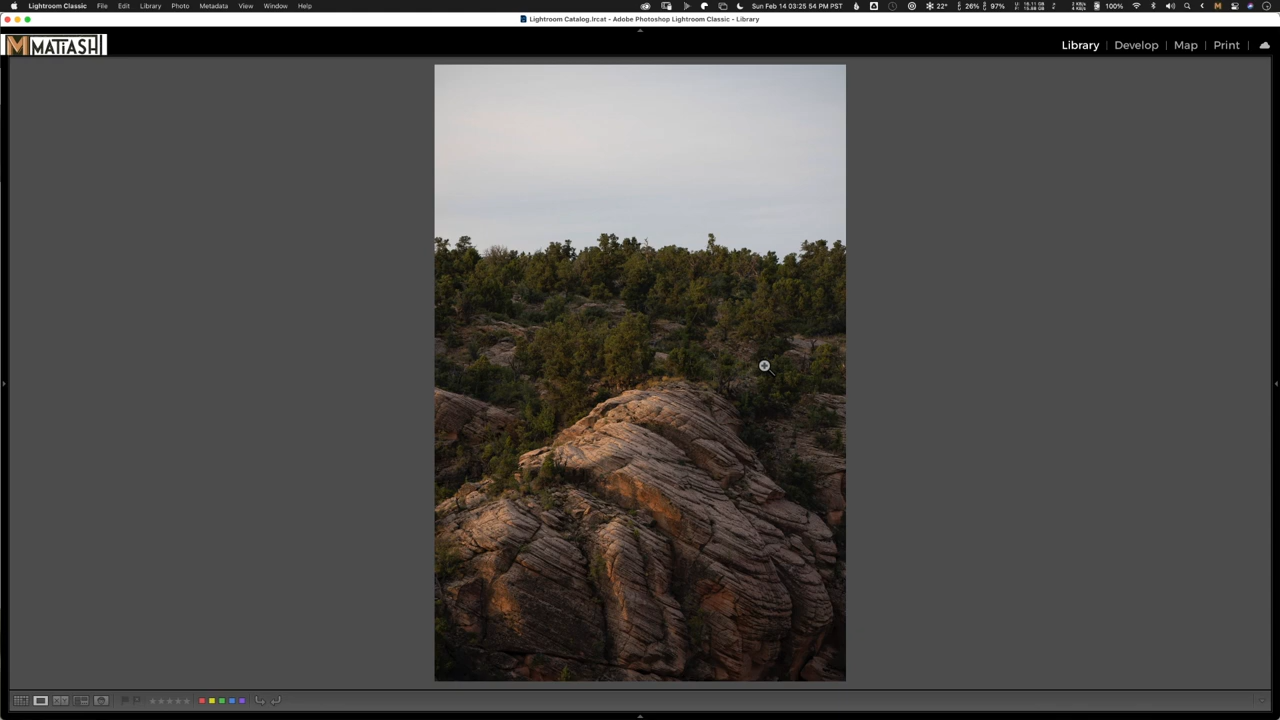 Lightroom Classic File Edit Library Photo Metadata View Window Help 22° 26% 97% 100% Sun Feb 14 03:25 54 PM PST
Lightroom Catalog.lrcat - Adobe Photoshop Lightroom Classic - Library
M MATIASH
Library | Develop | Map | Print